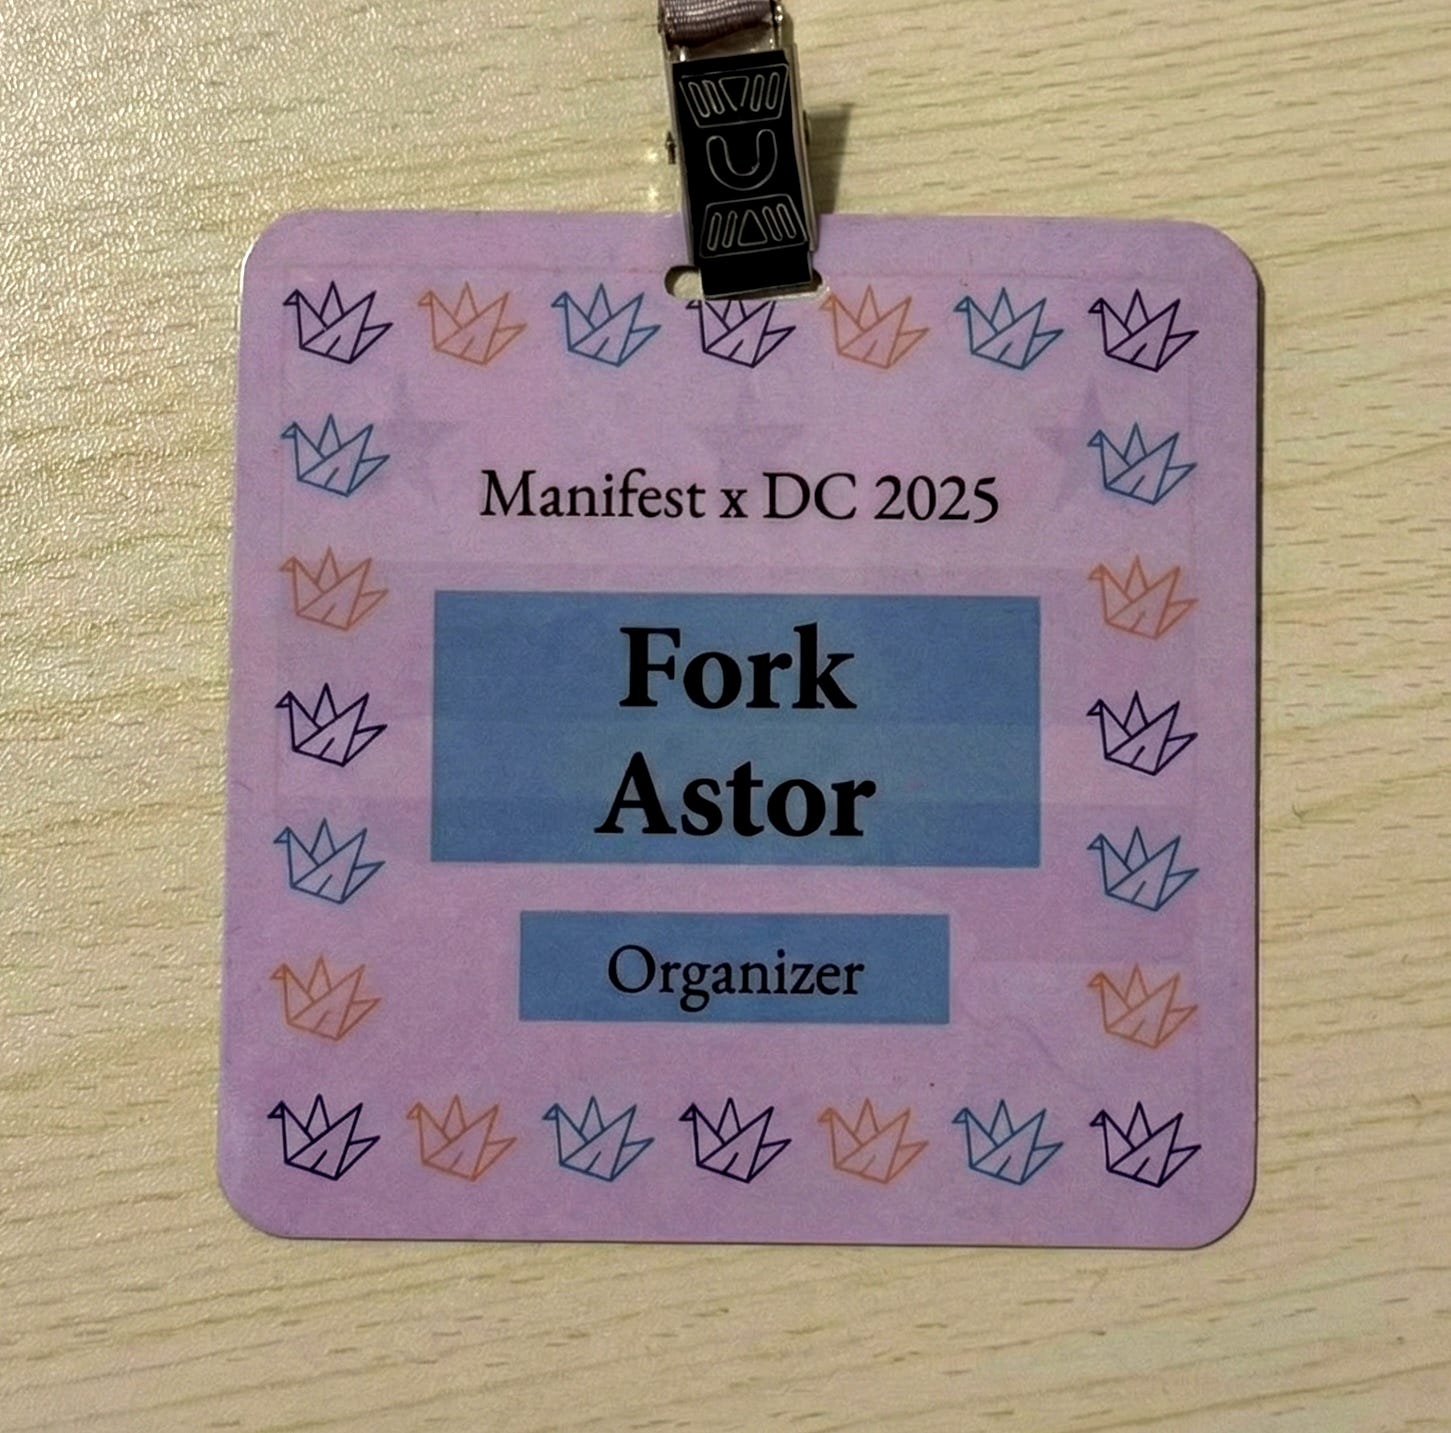 Manifest x DC 2025
Fork
Astor
Organizer